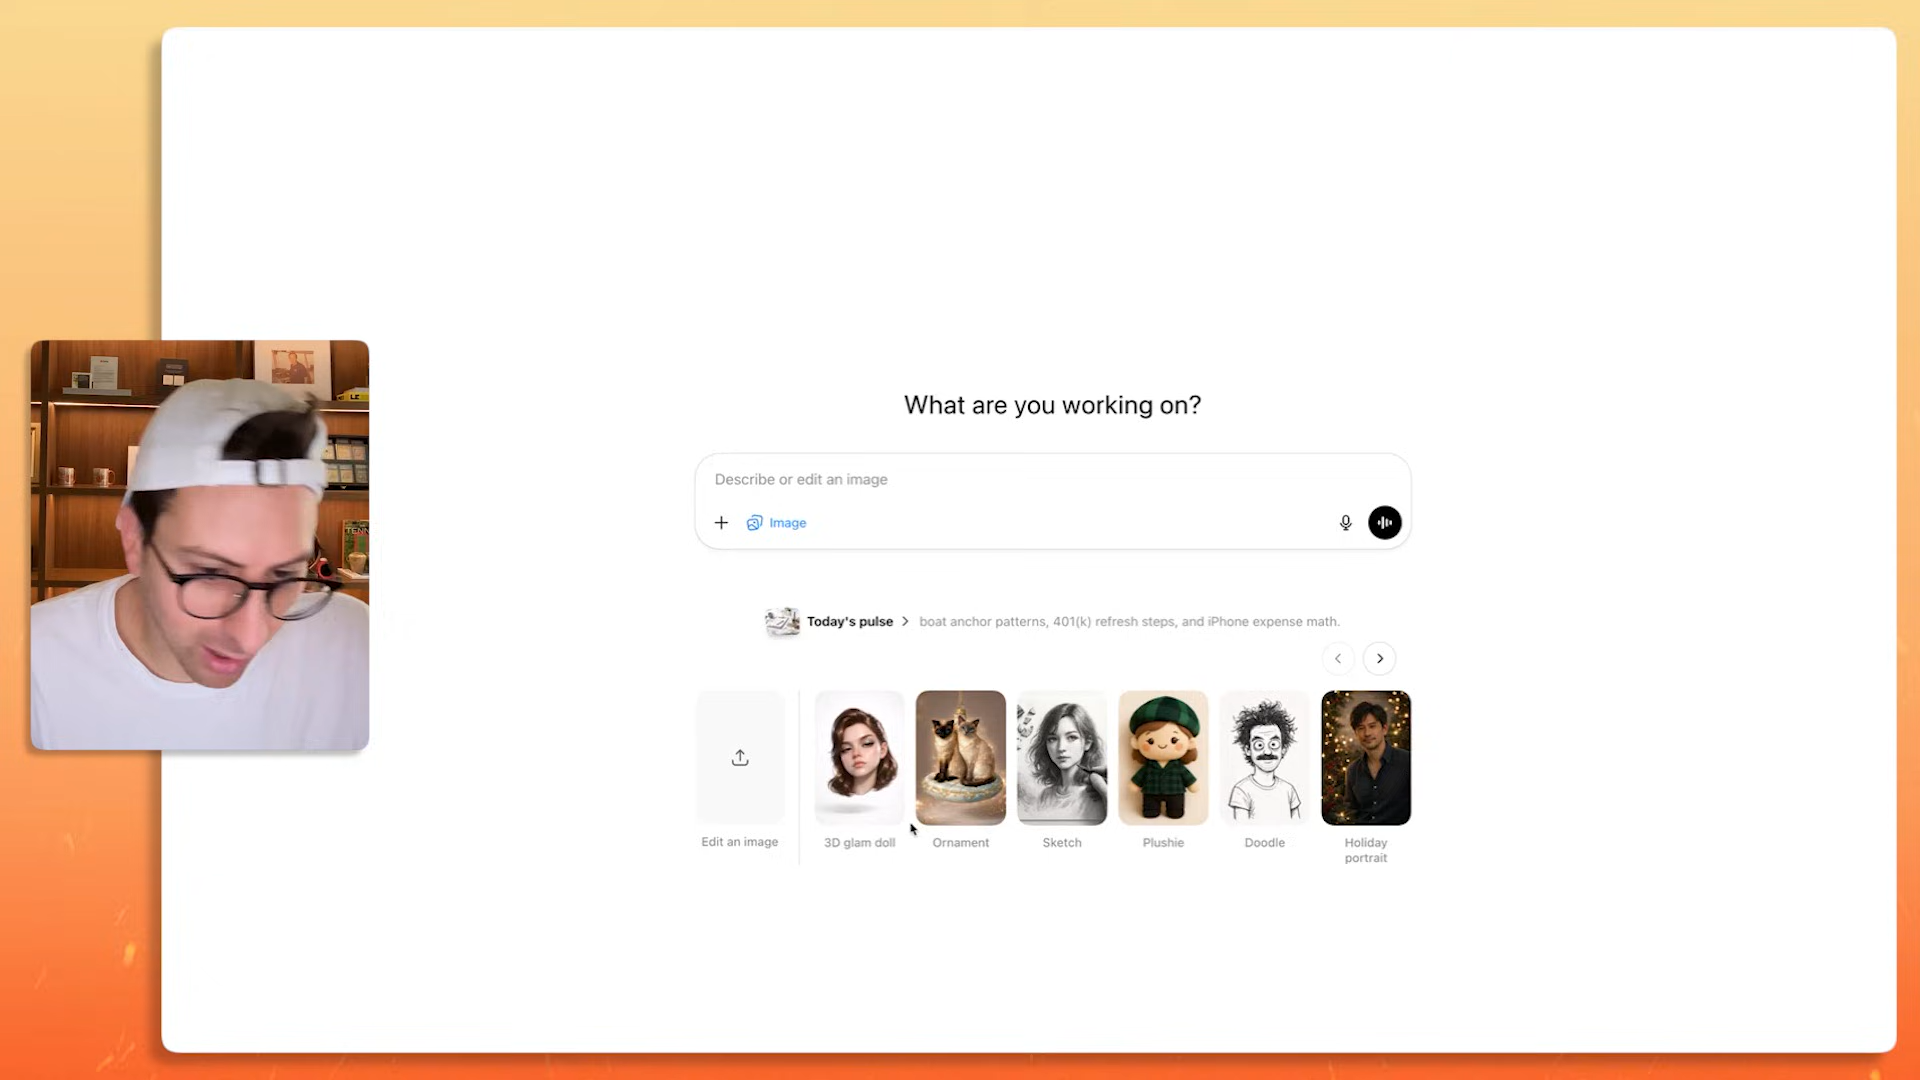 What are you working on?
Describe or edit an image
Image
Today's pulse
boat anchor patterns, 401(k) refresh steps, and iPhone expense math.
Edit an image
3D glam doll
Ornament
Sketch
Plushie
Doodle
Holiday
portrait